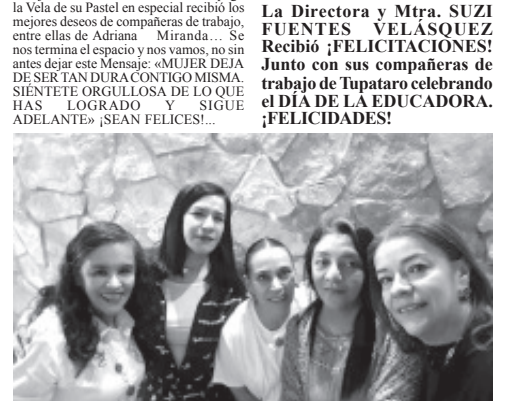 la Vela de su Pastel en especial recibió los
mejores deseos de compañeras de trabajo,
entre ellas de Adriana Miranda… Se
nos termina el espacio y nos vamos, no sin
antes dejar este Mensaje: «MUJER DEJA
DE SER TAN DURA CONTIGO MISMA.
SIÉNTETE ORGULLOSA DE LO QUE
HAS LOGRADO Y SIGUE
ADELANTE» ¡SEAN FELICES!...
La Directora y Mtra. SUZI
FUENTES VELÁSQUEZ
Recibió ¡FELICITACIONES!
Junto con sus compañeras de
trabajo de Tupataro celebrando
el DÍA DE LA EDUCADORA.
¡FELICIDADES!